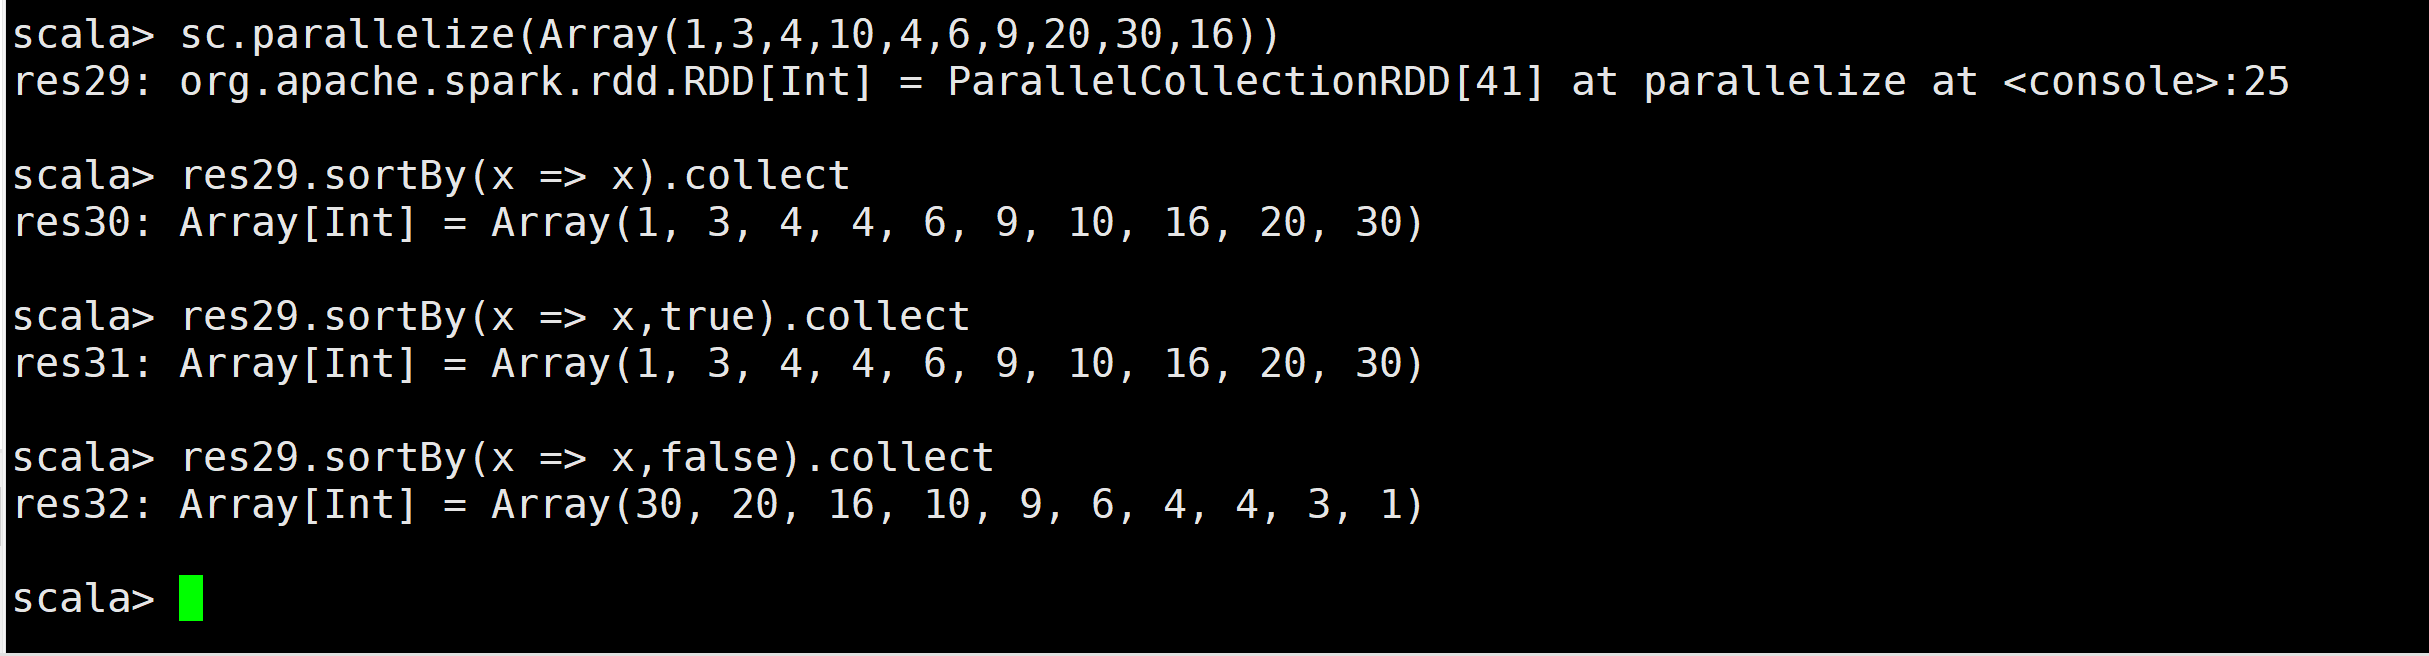 scala> sc.parallelize(Array(1,3,4,10,4,6,9,20,30,16))
res29: org.apache.spark.rdd.RDD[Int] = ParallelCollectionRDD[41] at parallelize at <console>:25
scala> res29.sortBy(x => x).collect
res30: Array[Int] = Array(1, 3, 4, 4, 6, 9, 10, 16, 20, 30)
scala> res29.sortBy(x => x,true).collect
res31: Array[Int] = Array(1, 3, 4, 4, 6, 9, 10, 16, 20, 30)
scala> res29.sortBy(x => x,false).collect
res32: Array[Int] = Array(30, 20, 16, 10, 9, 6, 4, 4, 3, 1)
scala>